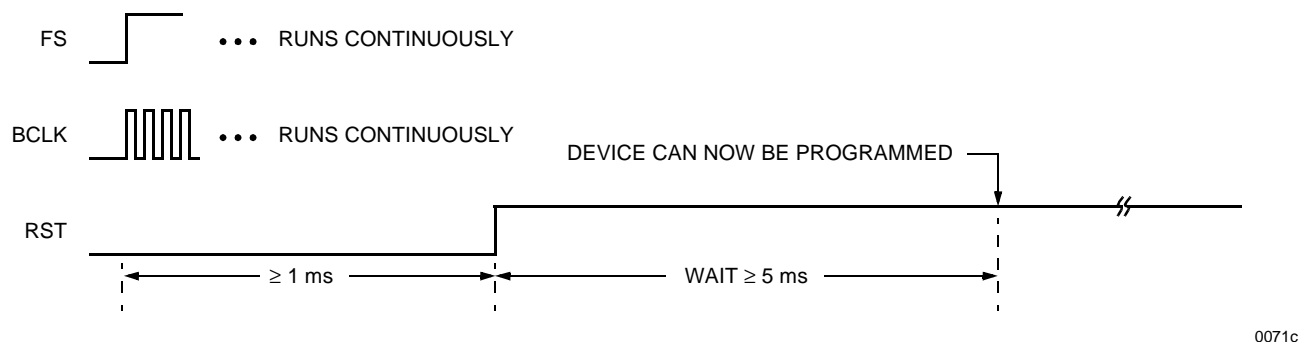 FS
••• RUNS CONTINUOUSLY
BCLK
••• RUNS CONTINUOUSLY
DEVICE CAN NOW BE PROGRAMMED
RST
≥ 1 ms
WAIT ≥ 5 ms
0071c